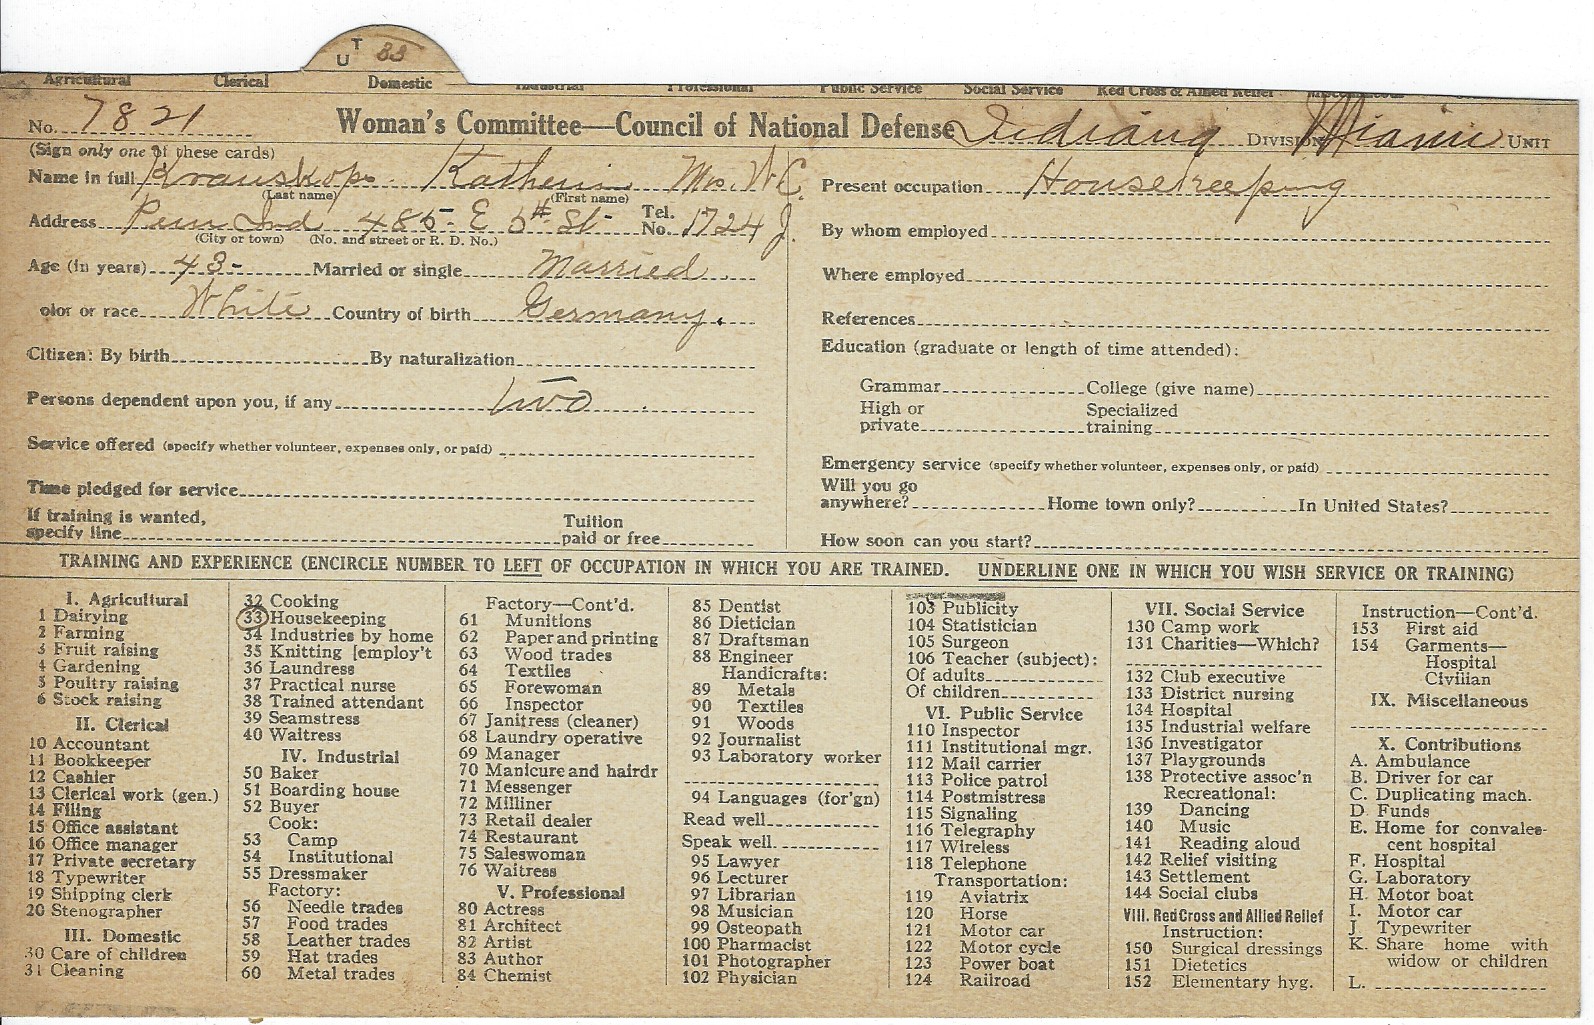 T
U 33
Agricultural Clerical Domestic Industrial Professional Public Service Social Service Red Cross & Allied Relief Miscellaneous
No. 7821 Woman's Committee—Council of National Defense Indiana Division Miami Unit
(Sign only one of these cards)
Name in full Krauskop Katherin Mrs. W C.
(Last name) (First name)
Address Peru Ind 485 E 5th St Tel. No. 1724 J.
(City or town) (No. and street or R. D. No.)
Age (in years) 43 Married or single Married
olor or race White Country of birth Germany.
Citizen: By birth By naturalization
Persons dependent upon you, if any two
Service offered (specify whether volunteer, expenses only, or paid)
Time pledged for service
If training is wanted,
specify line Tuition paid or free
Present occupation Housekeeping
By whom employed
Where employed
References
Education (graduate or length of time attended):
Grammar College (give name)
High or private Specialized training
Emergency service (specify whether volunteer, expenses only, or paid)
Will you go
anywhere? Home town only? In United States?
How soon can you start?
TRAINING AND EXPERIENCE (ENCIRCLE NUMBER TO LEFT OF OCCUPATION IN WHICH YOU ARE TRAINED. UNDERLINE ONE IN WHICH YOU WISH SERVICE OR TRAINING)
I. Agricultural
1 Dairying
2 Farming
3 Fruit raising
4 Gardening
5 Poultry raising
6 Stock raising
II. Clerical
10 Accountant
11 Bookkeeper
12 Cashier
13 Clerical work (gen.)
14 Filing
15 Office assistant
16 Office manager
17 Private secretary
18 Typewriter
19 Shipping clerk
20 Stenographer
III. Domestic
30 Care of children
31 Cleaning
32 Cooking
33 Housekeeping
34 Industries by home
35 Knitting [employ't
36 Laundress
37 Practical nurse
38 Trained attendant
39 Seamstress
40 Waitress
IV. Industrial
50 Baker
51 Boarding house
52 Buyer
Cook:
53 Camp
54 Institutional
55 Dressmaker
Factory:
56 Needle trades
57 Food trades
58 Leather trades
59 Hat trades
60 Metal trades
Factory—Cont'd.
61 Munitions
62 Paper and printing
63 Wood trades
64 Textiles
65 Forewoman
66 Inspector
67 Janitress (cleaner)
68 Laundry operative
69 Manager
70 Manicure and hairdr
71 Messenger
72 Milliner
73 Retail dealer
74 Restaurant
75 Saleswoman
76 Waitress
V. Professional
80 Actress
81 Architect
82 Artist
83 Author
84 Chemist
85 Dentist
86 Dietician
87 Draftsman
88 Engineer
Handicrafts:
89 Metals
90 Textiles
91 Woods
92 Journalist
93 Laboratory worker
94 Languages (for'gn)
Read well
Speak well.
95 Lawyer
96 Lecturer
97 Librarian
98 Musician
99 Osteopath
100 Pharmacist
101 Photographer
102 Physician
103 Publicity
104 Statistician
105 Surgeon
106 Teacher (subject):
Of adults
Of children
VI. Public Service
110 Inspector
111 Institutional mgr.
112 Mail carrier
113 Police patrol
114 Postmistress
115 Signaling
116 Telegraphy
117 Wireless
118 Telephone
Transportation:
119 Aviatrix
120 Horse
121 Motor car
122 Motor cycle
123 Power boat
124 Railroad
VII. Social Service
130 Camp work
131 Charities—Which?
132 Club executive
133 District nursing
134 Hospital
135 Industrial welfare
136 Investigator
137 Playgrounds
138 Protective assoc'n
Recreational:
139 Dancing
140 Music
141 Reading aloud
142 Relief visiting
143 Settlement
144 Social clubs
VIII. Red Cross and Allied Relief
Instruction:
150 Surgical dressings
151 Dietetics
152 Elementary hyg.
Instruction—Cont'd.
153 First aid
154 Garments—
Hospital
Civilian
IX. Miscellaneous
X. Contributions
A. Ambulance
B. Driver for car
C. Duplicating mach.
D Funds
E. Home for convales-
cent hospital
F. Hospital
G. Laboratory
H. Motor boat
I. Motor car
J. Typewriter
K. Share home with
widow or children
L.